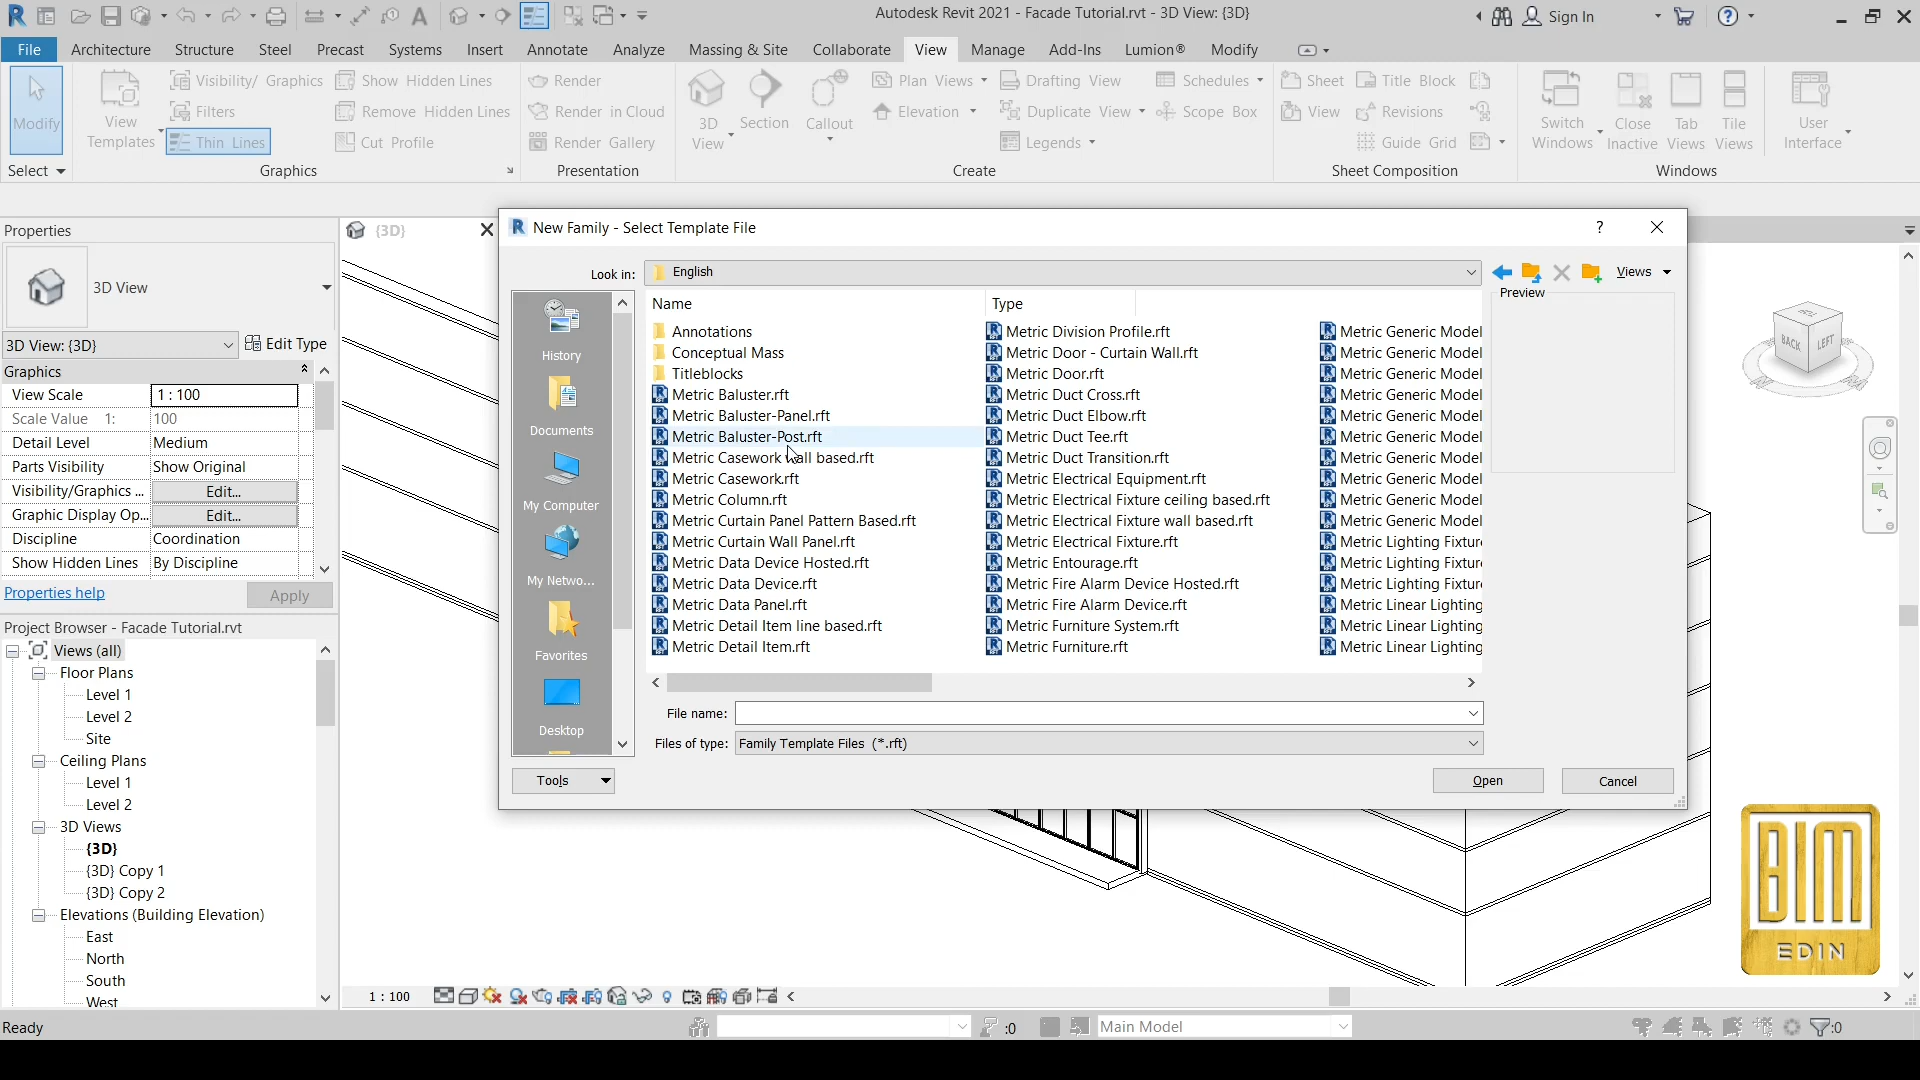 Autodesk Revit 2021 - Facade Tutorial.rvt - 3D View: {3D}
Sign In
File Architecture Structure Steel Precast Systems Insert Annotate Analyze Massing & Site Collaborate View Manage Add-Ins Lumion® Modify
Modify
View Templates
Visibility/ Graphics
Filters
Thin Lines
Show Hidden Lines
Remove Hidden Lines
Cut Profile
Render
Render in Cloud
Render Gallery
3D View
Section
Callout
Plan Views
Elevation
Drafting View
Duplicate View
Legends
Schedules
Scope Box
Sheet
View
Title Block
Revisions
Guide Grid
Switch Windows
Close Inactive
Tab Views
Tile Views
User Interface
Select
Graphics
Presentation
Create
Sheet Composition
Windows
Properties
3D View
3D View: {3D}
Edit Type
Graphics
View Scale 1 : 100
Scale Value 1: 100
Detail Level Medium
Parts Visibility Show Original
Visibility/Graphics ... Edit...
Graphic Display Op... Edit...
Discipline Coordination
Show Hidden Lines By Discipline
Properties help
Apply
Project Browser - Facade Tutorial.rvt
Views (all)
Floor Plans
Level 1
Level 2
Site
Ceiling Plans
Level 1
Level 2
3D Views
{3D}
{3D} Copy 1
{3D} Copy 2
Elevations (Building Elevation)
East
North
South
West
{3D}
New Family - Select Template File
Look in: English
Views
Preview
History
Documents
My Computer
My Netwo...
Favorites
Desktop
Name
Type
Annotations
Conceptual Mass
Titleblocks
Metric Baluster.rft
Metric Baluster-Panel.rft
Metric Baluster-Post.rft
Metric Casework wall based.rft
Metric Casework.rft
Metric Column.rft
Metric Curtain Panel Pattern Based.rft
Metric Curtain Wall Panel.rft
Metric Data Device Hosted.rft
Metric Data Device.rft
Metric Data Panel.rft
Metric Detail Item line based.rft
Metric Detail Item.rft
Metric Division Profile.rft
Metric Door - Curtain Wall.rft
Metric Door.rft
Metric Duct Cross.rft
Metric Duct Elbow.rft
Metric Duct Tee.rft
Metric Duct Transition.rft
Metric Electrical Equipment.rft
Metric Electrical Fixture ceiling based.rft
Metric Electrical Fixture wall based.rft
Metric Electrical Fixture.rft
Metric Entourage.rft
Metric Fire Alarm Device Hosted.rft
Metric Fire Alarm Device.rft
Metric Furniture System.rft
Metric Furniture.rft
Metric Generic Model
Metric Generic Model
Metric Generic Model
Metric Generic Model
Metric Generic Model
Metric Generic Model
Metric Generic Model
Metric Generic Model
Metric Generic Model
Metric Generic Model
Metric Lighting Fixture
Metric Lighting Fixture
Metric Lighting Fixture
Metric Linear Lighting
Metric Linear Lighting
Metric Linear Lighting
File name:
Files of type: Family Template Files (*.rft)
Tools
Open
Cancel
BACK
LEFT
BIM
EDIN
1 : 100
Ready
:0
Main Model
:0